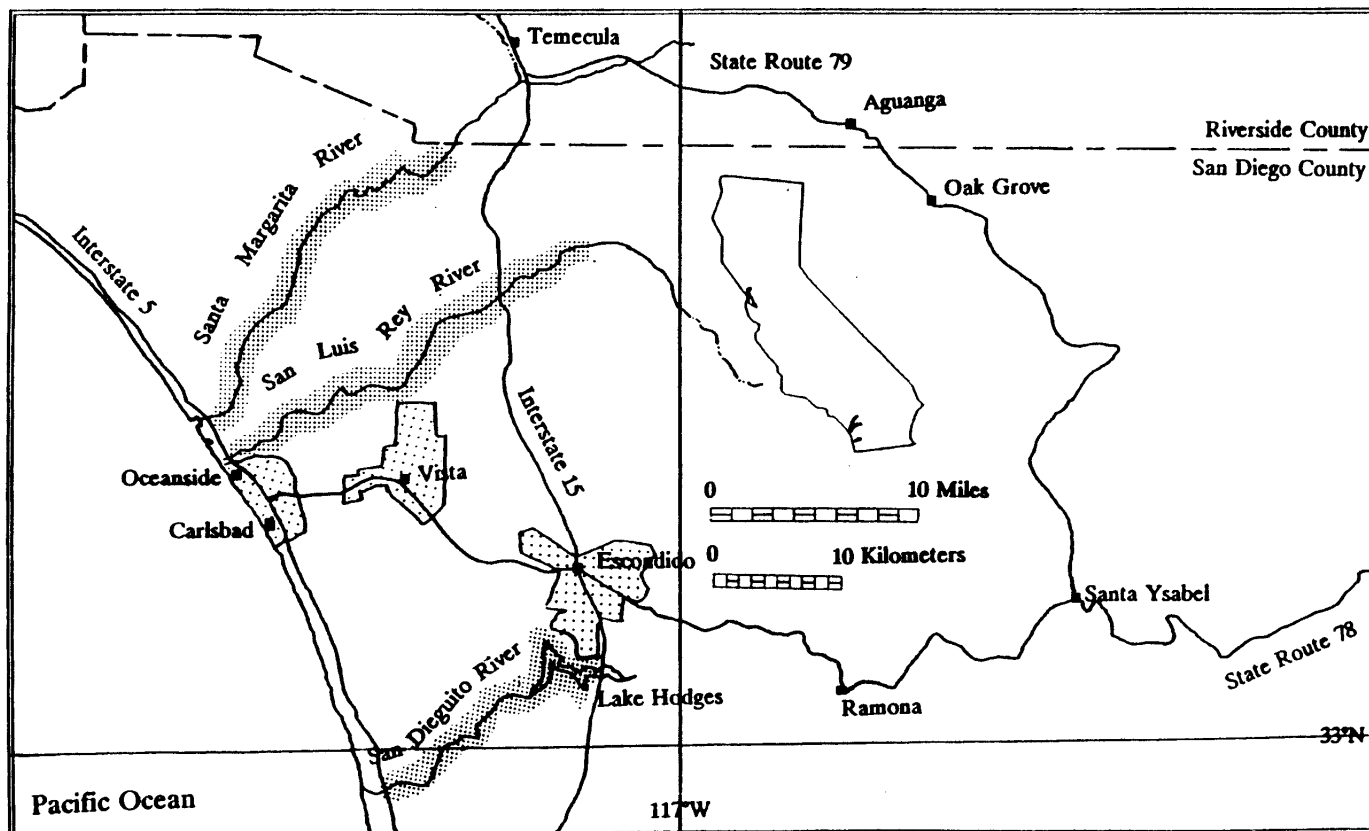 Temecula
State Route 79
Aguanga
Riverside County
San Diego County
Oak Grove
Santa Margarita River
Interstate 5
San Luis Rey River
Interstate 15
Oceanside
Vista
Carlsbad
0 10 Miles
0 10 Kilometers
Escondido
Santa Ysabel
State Route 78
San Dieguito River
Lake Hodges
Ramona
33°N
Pacific Ocean
117°W